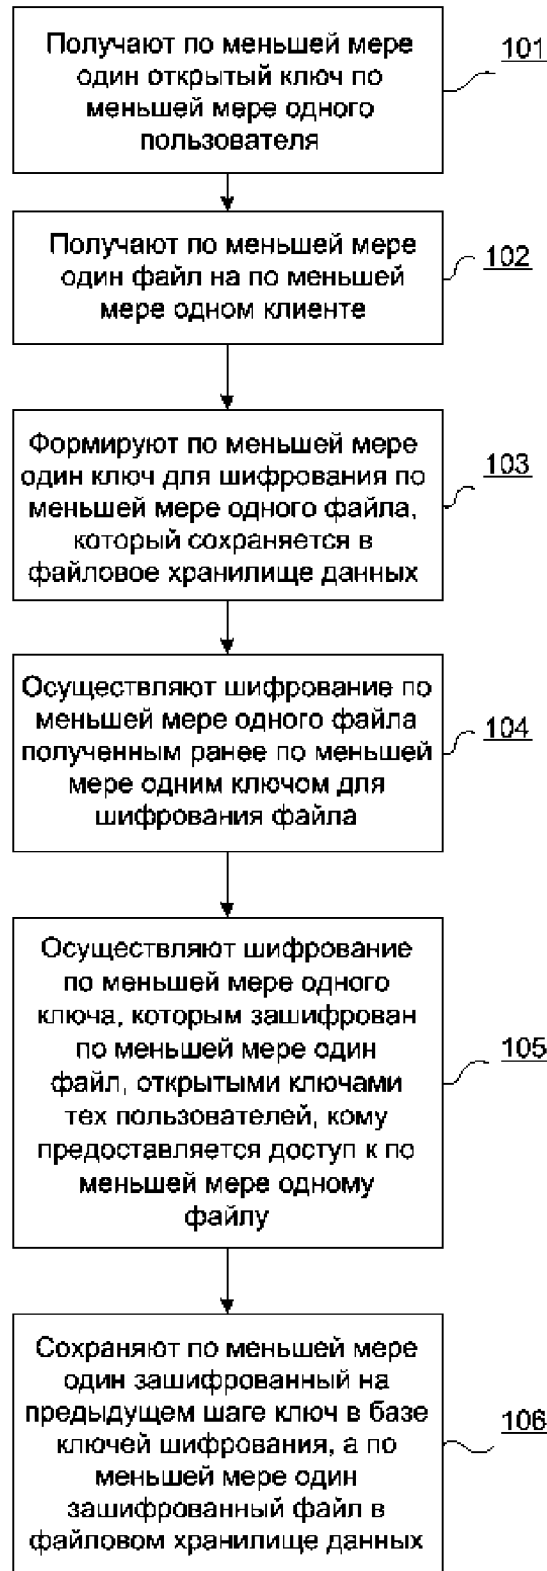 Получают по меньшей мере
один открытый ключ по
меньшей мере одного
пользователя
101
Получают по меньшей мере
один файл на по меньшей
мере одном клиенте
102
Формируют по меньшей мере
один ключ для шифрования по
меньшей мере одного файла,
который сохраняется в
файловое хранилище данных
103
Осуществляют шифрование по
меньшей мере одного файла
полученным ранее по меньшей
мере одним ключом для
шифрования файла
104
Осуществляют шифрование
по меньшей мере одного
ключа, которым зашифрован
по меньшей мере один
файл, открытыми ключами
тех пользователей, кому
предоставляется доступ к по
меньшей мере одному
файлу
105
Сохраняют по меньшей мере
один зашифрованный на
предыдущем шаге ключ в базе
ключей шифрования, а по
меньшей мере один
зашифрованный файл в
файловом хранилище данных
106